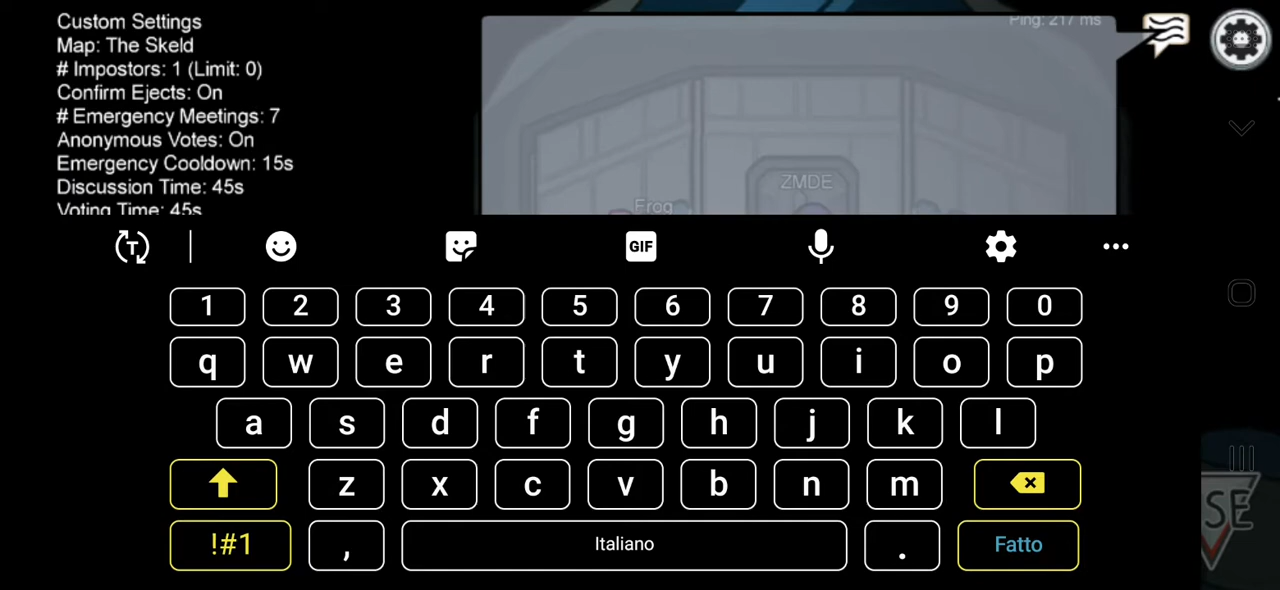 Custom Settings
Map: The Skeld
# Impostors: 1 (Limit: 0)
Confirm Ejects: On
# Emergency Meetings: 7
Anonymous Votes: On
Emergency Cooldown: 15s
Discussion Time: 45s
Voting Time: 45s
Ping: 217 ms
ZMDE
Frog
T
GIF
1 2 3 4 5 6 7 8 9 0
q w e r t y u i o p
a s d f g h j k l
z x c v b n m
!#1 , Italiano . Fatto
SE